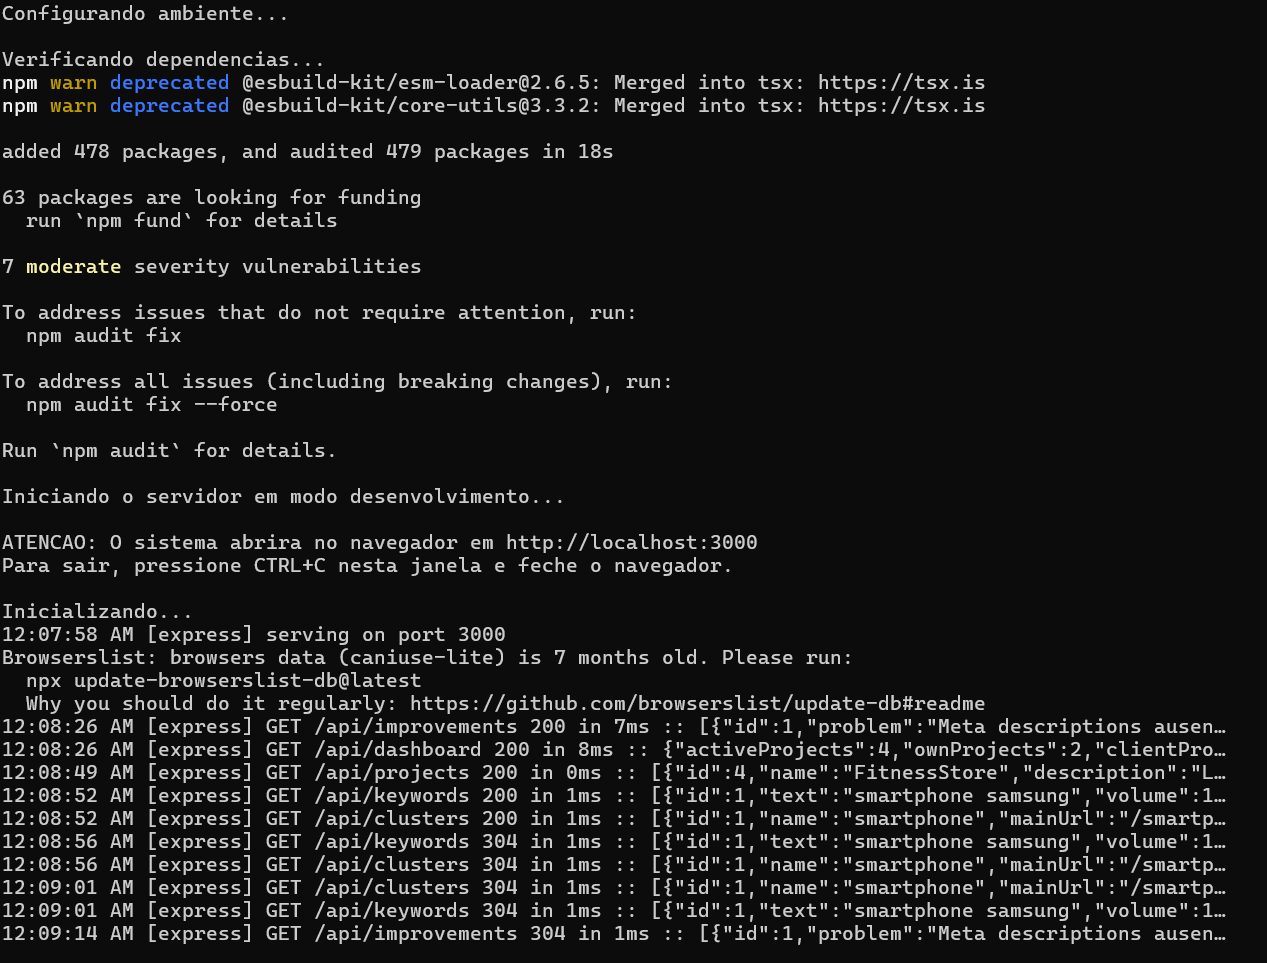 Configurando ambiente...
Verificando dependencias...
npm warn deprecated @esbuild-kit/esm-loader@2.6.5: Merged into tsx: https://tsx.is
npm warn deprecated @esbuild-kit/core-utils@3.3.2: Merged into tsx: https://tsx.is
added 478 packages, and audited 479 packages in 18s
63 packages are looking for funding
  run `npm fund` for details
7 moderate severity vulnerabilities
To address issues that do not require attention, run:
  npm audit fix
To address all issues (including breaking changes), run:
  npm audit fix --force
Run `npm audit` for details.
Iniciando o servidor em modo desenvolvimento...
ATENCAO: O sistema abrira no navegador em http://localhost:3000
Para sair, pressione CTRL+C nesta janela e feche o navegador.
Inicializando...
12:07:58 AM [express] serving on port 3000
Browserslist: browsers data (caniuse-lite) is 7 months old. Please run:
  npx update-browserslist-db@latest
  Why you should do it regularly: https://github.com/browserslist/update-db#readme
12:08:26 AM [express] GET /api/improvements 200 in 7ms :: [{"id":1,"problem":"Meta descriptions ausen…
12:08:26 AM [express] GET /api/dashboard 200 in 8ms :: {"activeProjects":4,"ownProjects":2,"clientPro…
12:08:49 AM [express] GET /api/projects 200 in 0ms :: [{"id":4,"name":"FitnessStore","description":"L…
12:08:52 AM [express] GET /api/keywords 200 in 1ms :: [{"id":1,"text":"smartphone samsung","volume":1…
12:08:52 AM [express] GET /api/clusters 200 in 1ms :: [{"id":1,"name":"smartphone","mainUrl":"/smartp…
12:08:56 AM [express] GET /api/keywords 304 in 1ms :: [{"id":1,"text":"smartphone samsung","volume":1…
12:08:56 AM [express] GET /api/clusters 304 in 1ms :: [{"id":1,"name":"smartphone","mainUrl":"/smartp…
12:09:01 AM [express] GET /api/clusters 304 in 1ms :: [{"id":1,"name":"smartphone","mainUrl":"/smartp…
12:09:01 AM [express] GET /api/keywords 304 in 1ms :: [{"id":1,"text":"smartphone samsung","volume":1…
12:09:14 AM [express] GET /api/improvements 304 in 1ms :: [{"id":1,"problem":"Meta descriptions ausen…